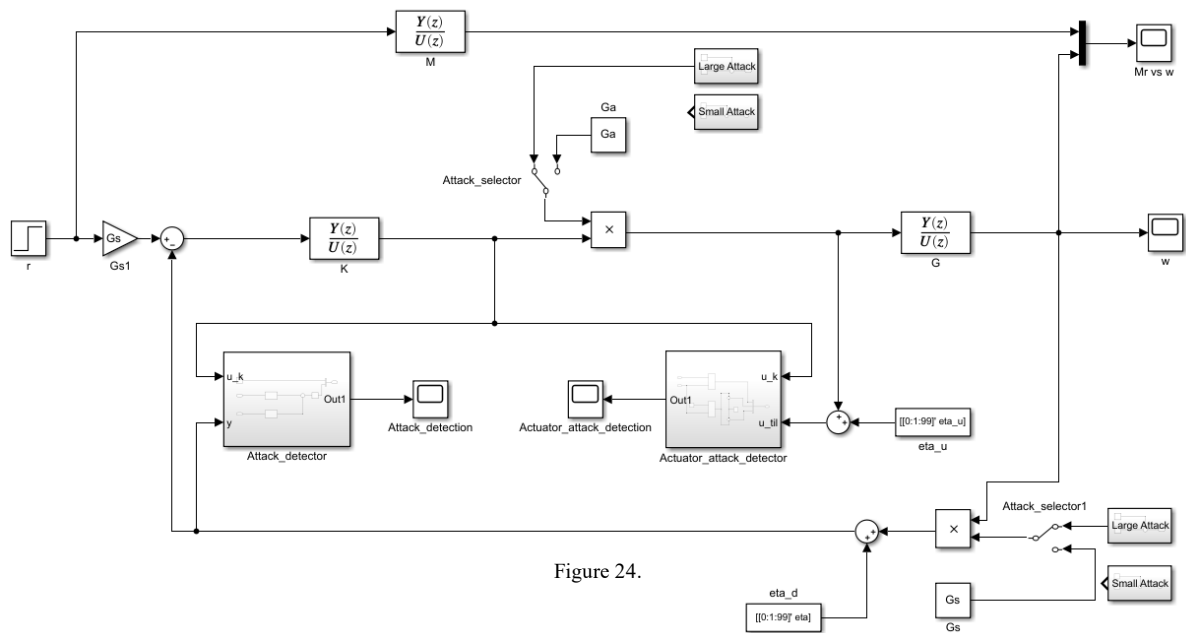 Y(z)
U(z)
M
Mr vs w
Large Attack
Small Attack
Ga
Ga
Attack_selector
r
Gs
Gs1
+
−
Y(z)
U(z)
K
×
Y(z)
U(z)
G
w
u_k
y
Out1
Attack_detector
Attack_detection
Actuator_attack_detection
Out1
u_k
u_til
Actuator_attack_detector
+
+
[[0:1:99]' eta_u]
eta_u
Attack_selector1
Large Attack
Small Attack
×
+
+
Gs
Gs
eta_d
[[0:1:99]' eta]
Figure 24.